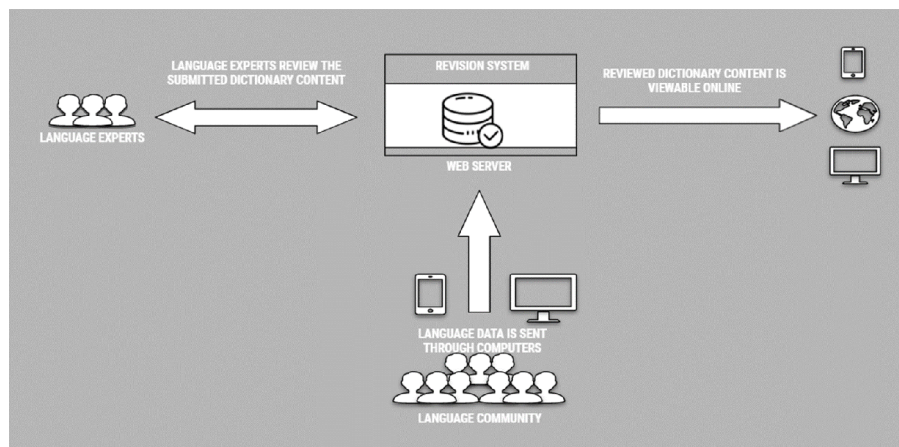 LANGUAGE EXPERTS REVIEW THE
SUBMITTED DICTIONARY CONTENT
LANGUAGE EXPERTS
REVISION SYSTEM
WEB SERVER
REVIEWED DICTIONARY CONTENT IS
VIEWABLE ONLINE
LANGUAGE DATA IS SENT
THROUGH COMPUTERS
LANGUAGE COMMUNITY